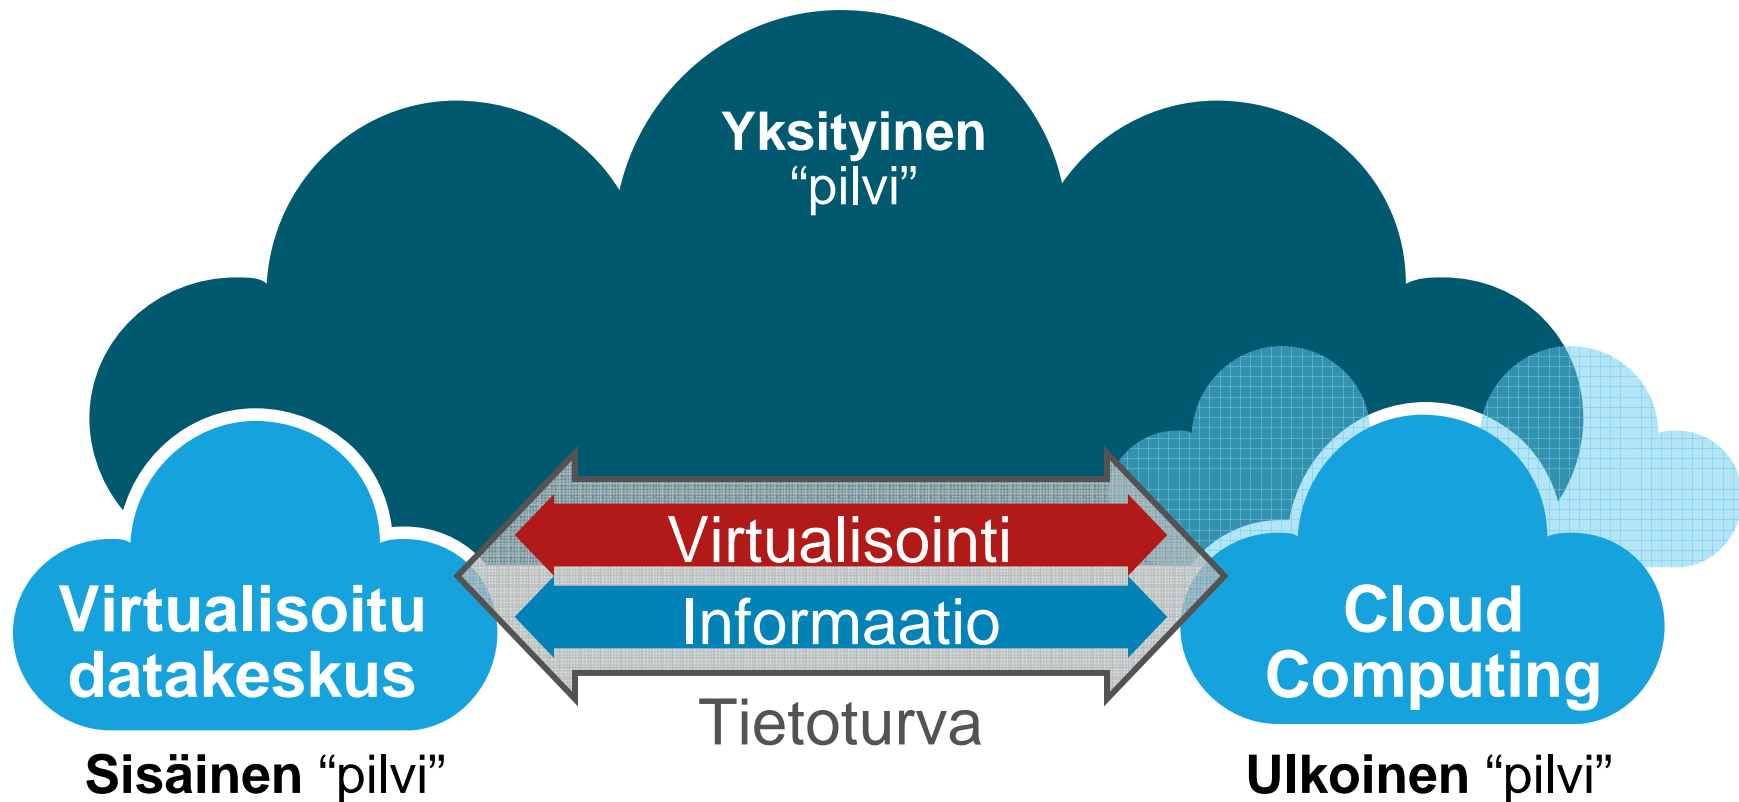 Yksityinen
“pilvi”
Virtualisointi
Informaatio
Tietoturva
Virtualisoitu
datakeskus
Sisäinen “pilvi”
Cloud
Computing
Ulkoinen “pilvi”